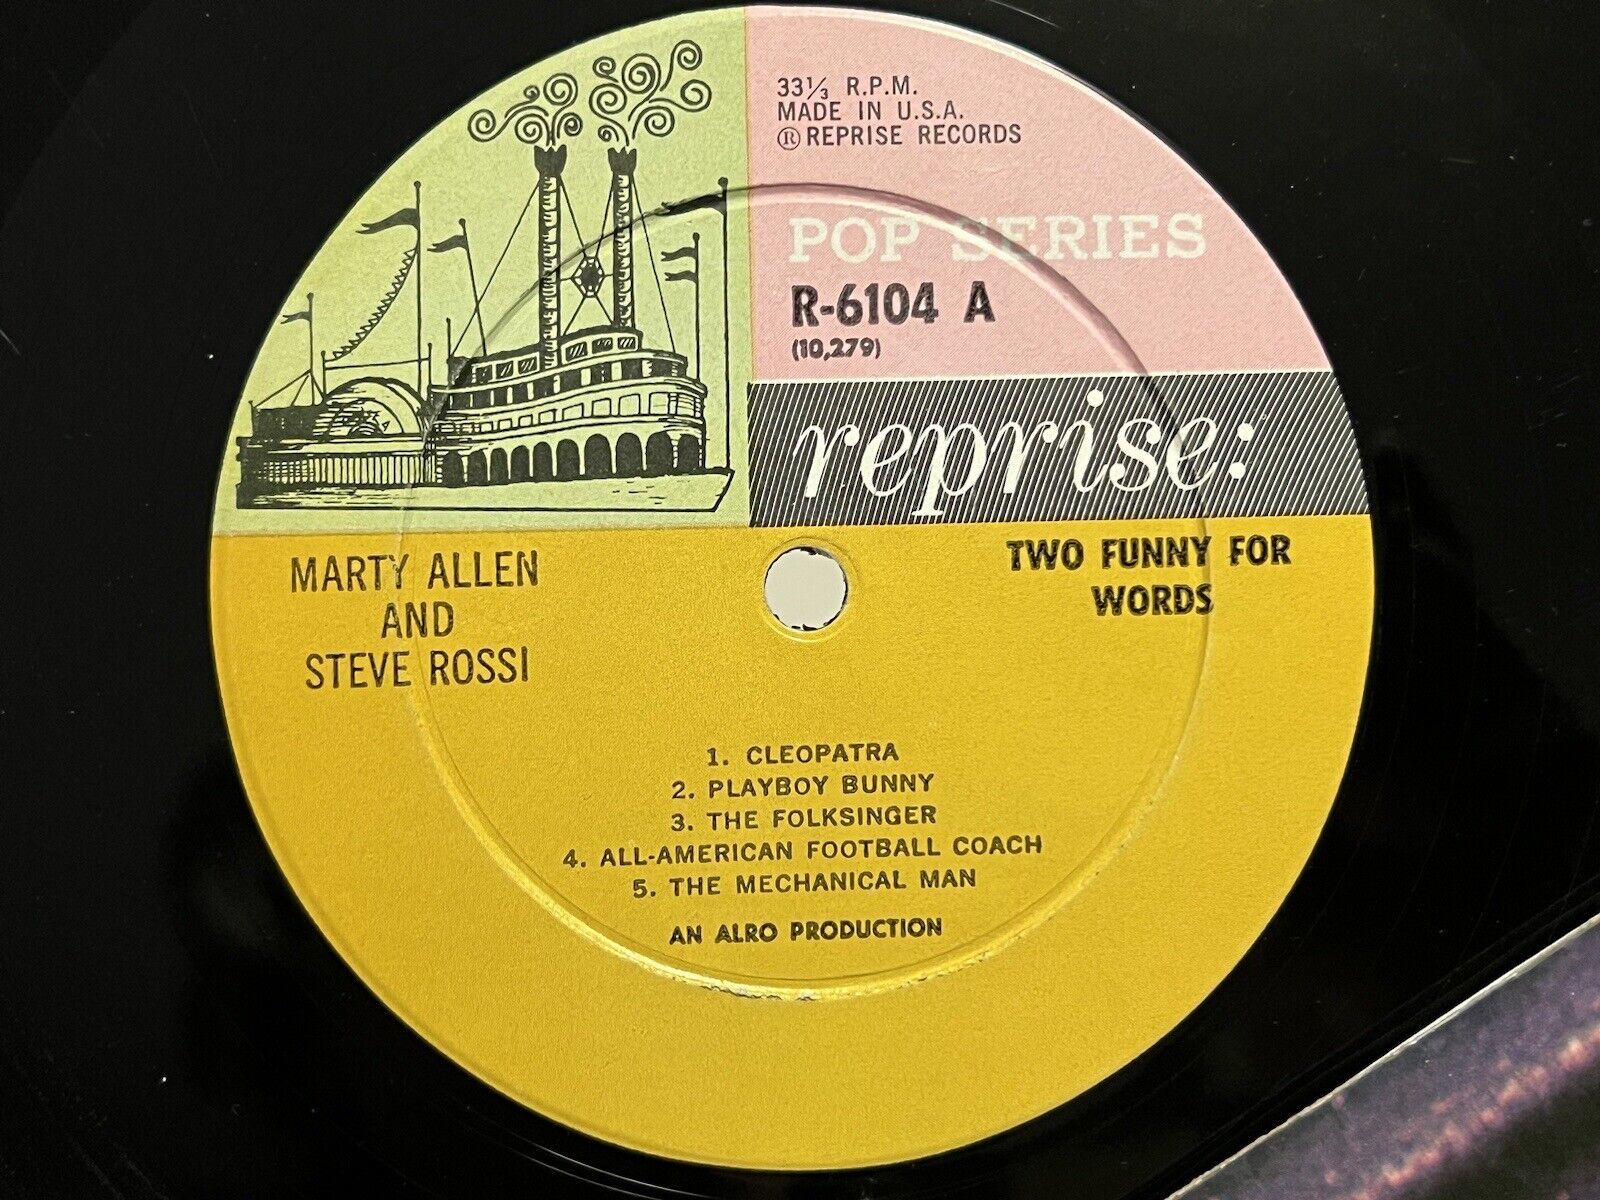 33⅓ R.P.M.
MADE IN U.S.A.
® REPRISE RECORDS
POP SERIES
R-6104 A
(10,279)
reprise:
MARTY ALLEN
AND
STEVE ROSSI
TWO FUNNY FOR
WORDS
1. CLEOPATRA
2. PLAYBOY BUNNY
3. THE FOLKSINGER
4. ALL-AMERICAN FOOTBALL COACH
5. THE MECHANICAL MAN
AN ALRO PRODUCTION